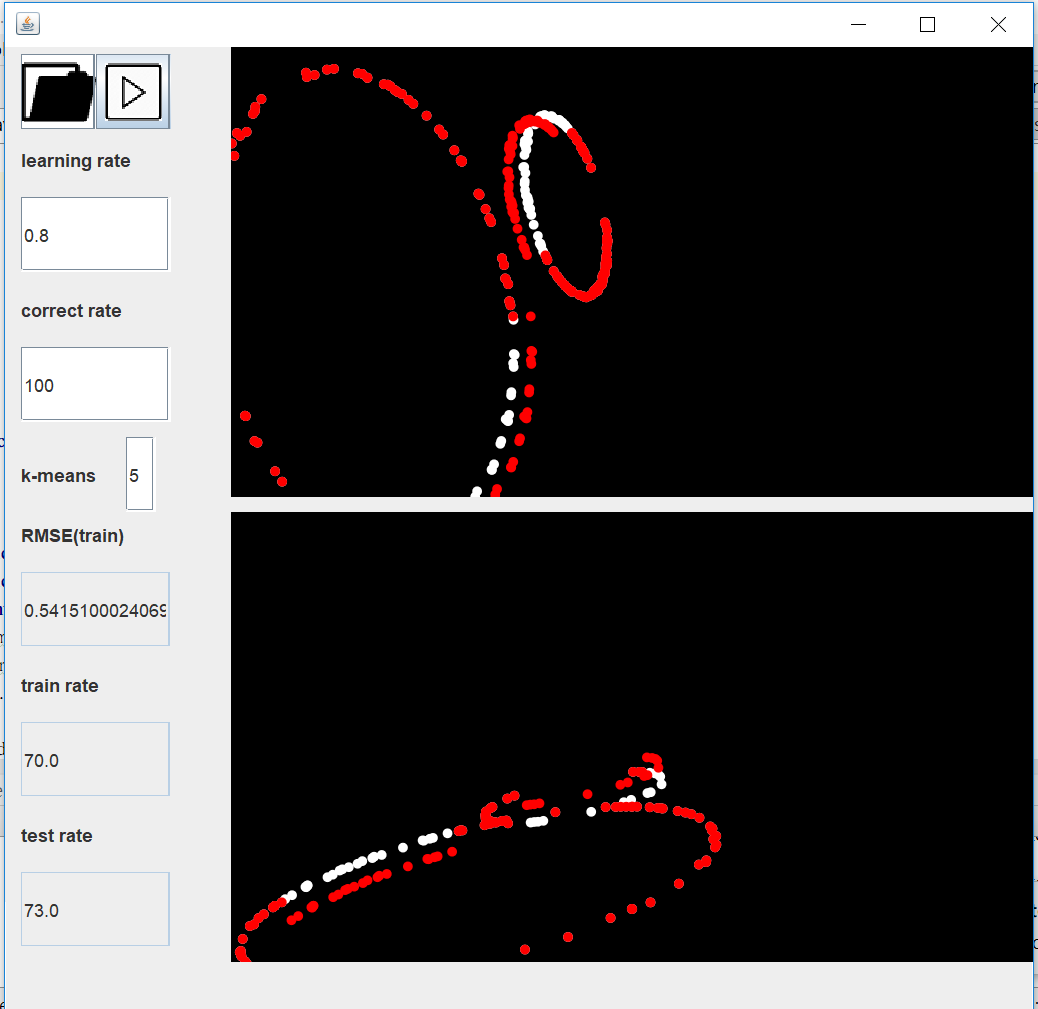 learning rate
0.8
correct rate
100
k-means 5
RMSE(train)
0.541510002406
train rate
70.0
test rate
73.0